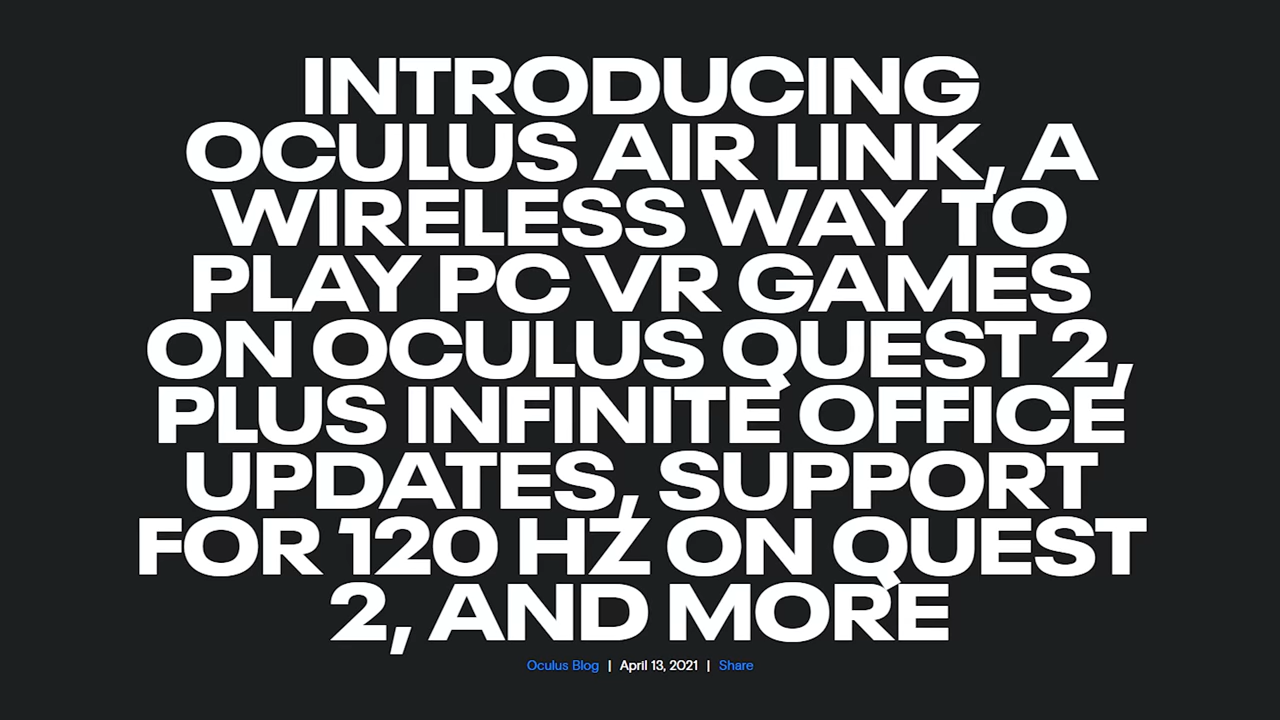 INTRODUCING
OCULUS AIR LINK, A
WIRELESS WAY TO
PLAY PC VR GAMES
ON OCULUS QUEST 2,
PLUS INFINITE OFFICE
UPDATES, SUPPORT
FOR 120 HZ ON QUEST
2, AND MORE
Oculus Blog | April 13, 2021 | Share